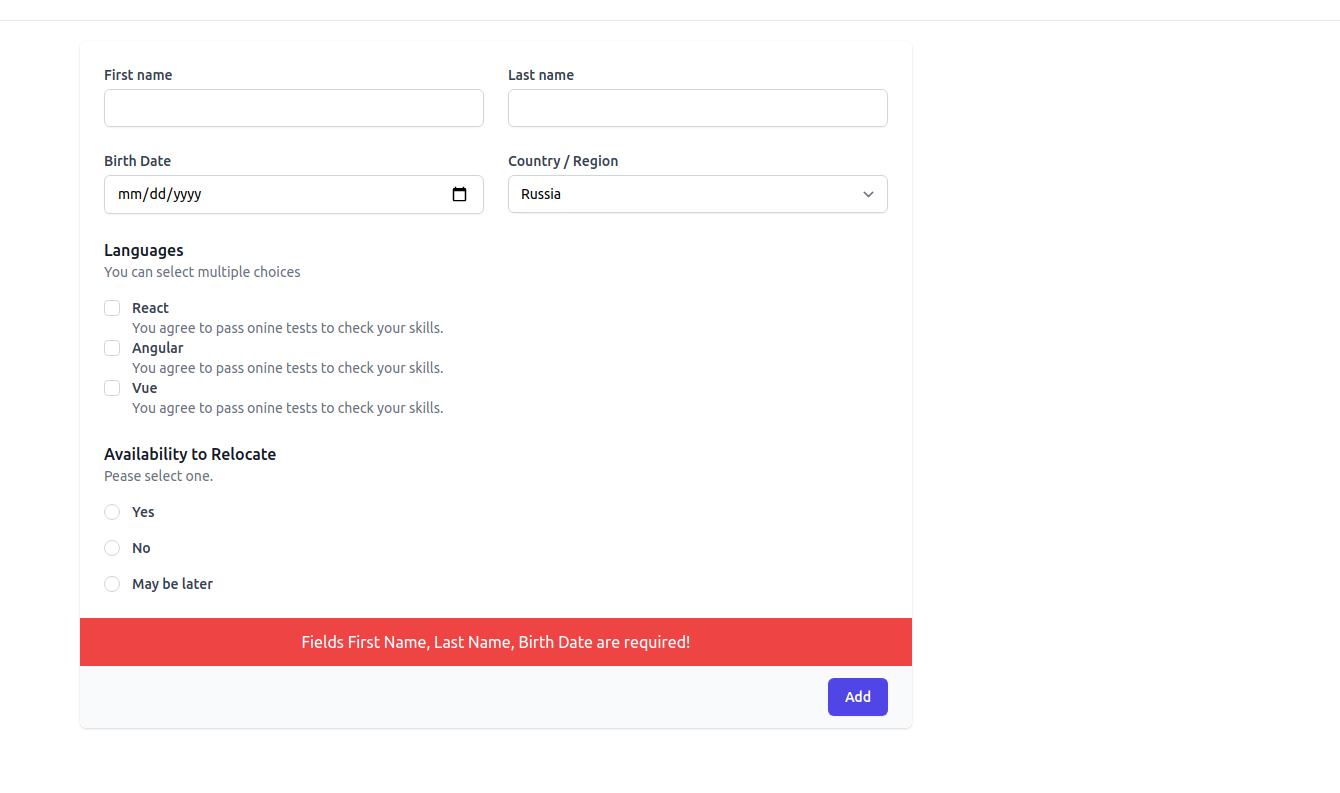 First name
Last name
Birth Date
Country / Region
mm/dd/yyyy
Russia
Languages
You can select multiple choices
React
You agree to pass onine tests to check your skills.
Angular
You agree to pass onine tests to check your skills.
Vue
You agree to pass onine tests to check your skills.
Availability to Relocate
Pease select one.
Yes
No
May be later
Fields First Name, Last Name, Birth Date are required!
Add